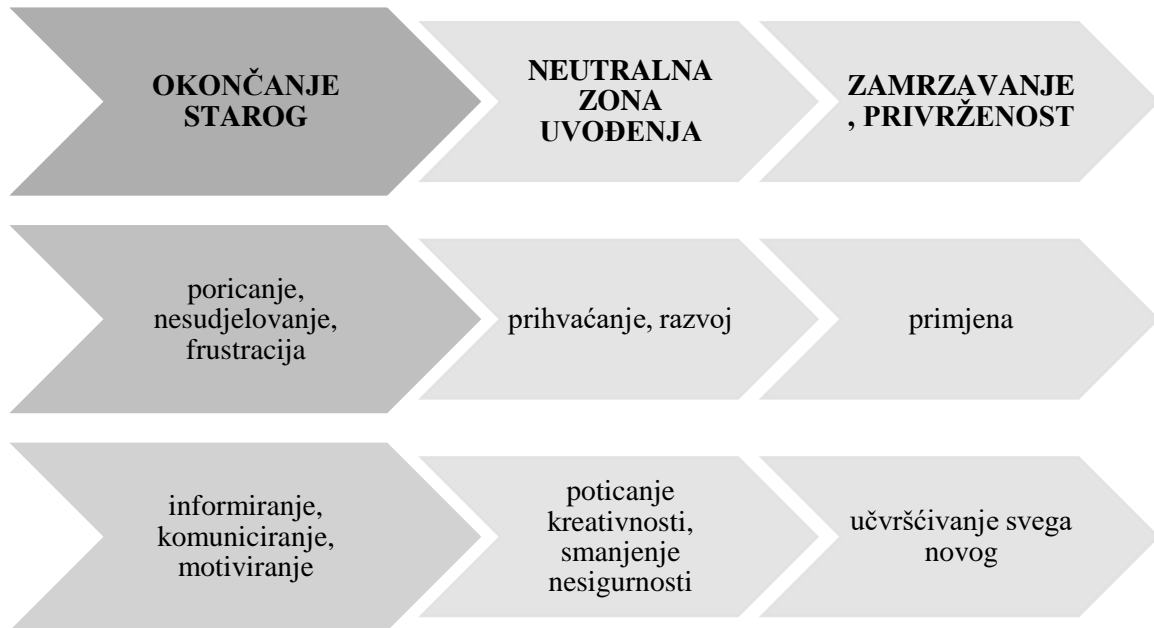 OKONČANJE
STAROG
NEUTRALNA
ZONA
UVOĐENJA
ZAMRZAVANJE
, PRIVRŽENOST
poricanje,
nesudjelovanje,
frustracija
prihvaćanje, razvoj
primjena
informiranje,
komuniciranje,
motiviranje
poticanje
kreativnosti,
smanjenje
nesigurnosti
učvršćivanje svega
novog